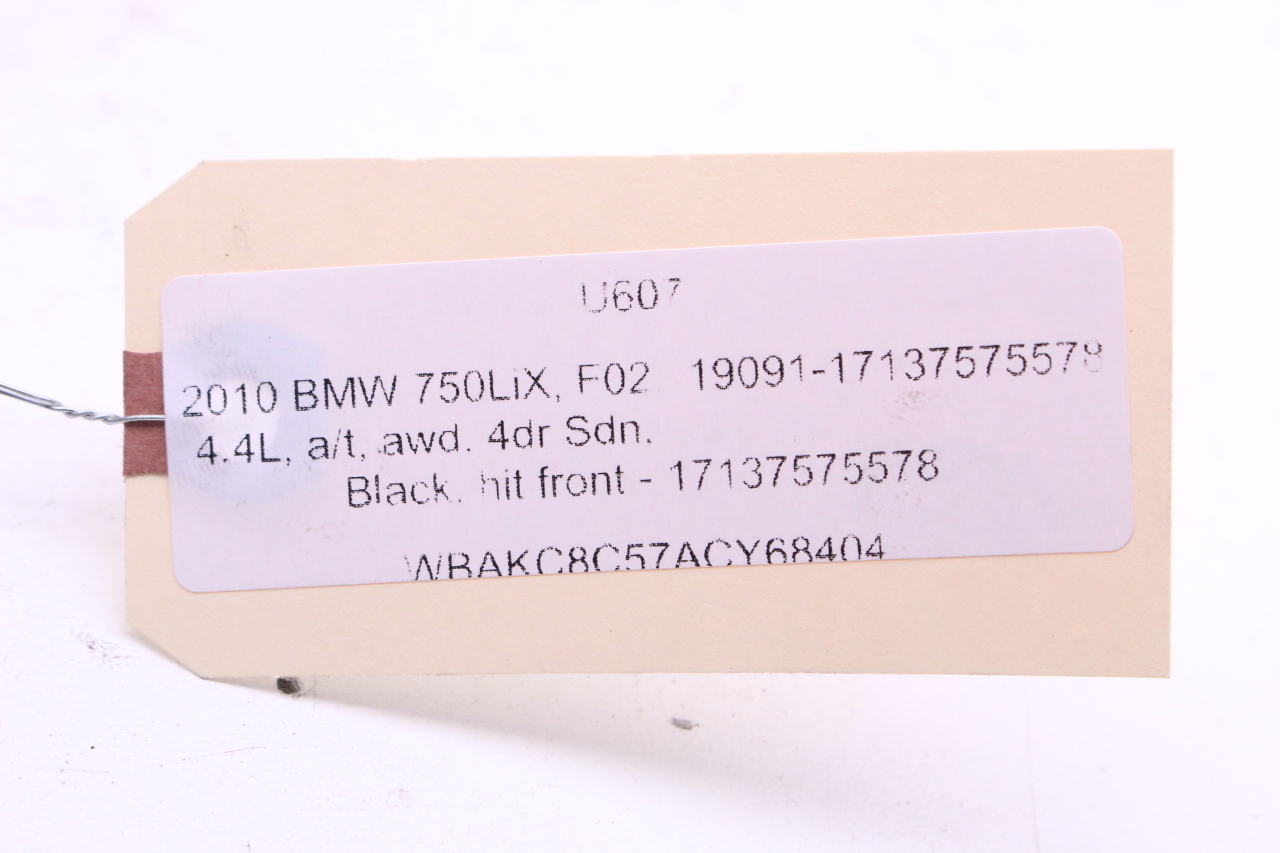 U607
2010 BMW 750LiX, F02 19091-17137575578
4.4L, a/t, awd. 4dr Sdn.
Black. hit front - 17137575578
WBAKC8C57ACY68404